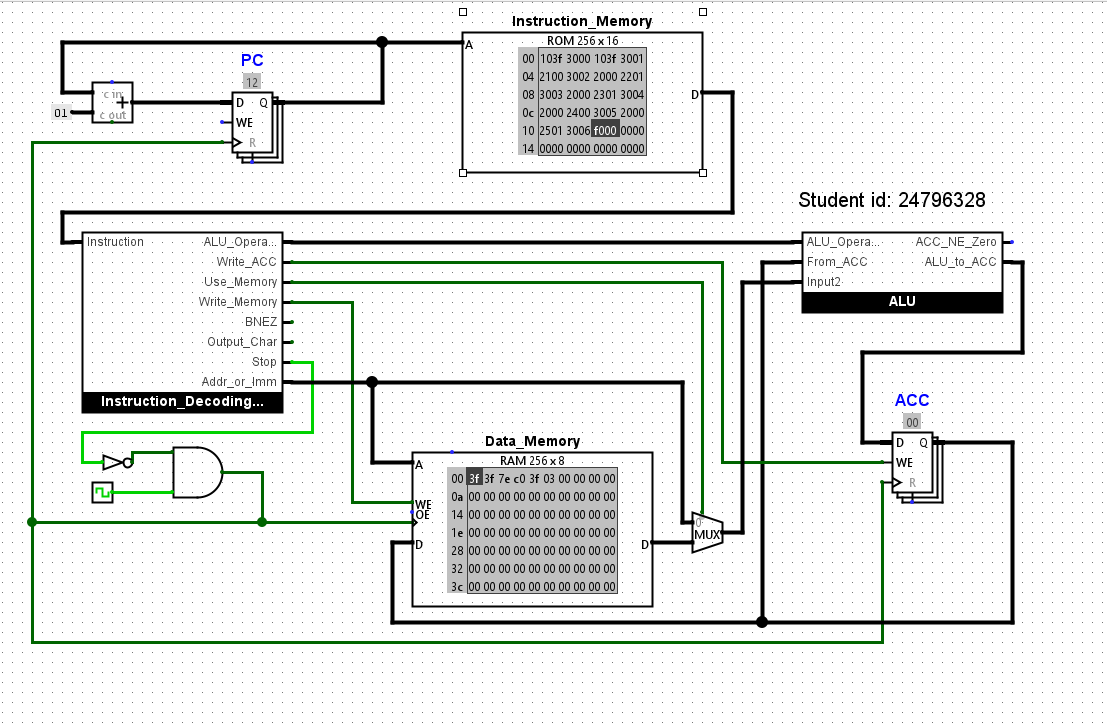 Instruction_Memory
ROM 256 x 16
A
00 103f 3000 103f 3001
04 2100 3002 2000 2201
08 3003 2000 2301 3004
0c 2000 2400 3005 2000
10 2501 3006 f000 0000
14 0000 0000 0000 0000
D
PC
12
c in
+
01
c out
D Q
WE
R
Student id: 24796328
Instruction
ALU_Opera...
Write_ACC
Use_Memory
Write_Memory
BNEZ
Output_Char
Stop
Addr_or_Imm
Instruction_Decoding...
ALU_Opera... ACC_NE_Zero
From_ACC ALU_to_ACC
Input2
ALU
ACC
00
D Q
WE
R
Data_Memory
RAM 256 x 8
A
WE
OE
D
00 3f 3f 7e c0 3f 03 00 00 00 00
0a 00 00 00 00 00 00 00 00 00 00
14 00 00 00 00 00 00 00 00 00 00
1e 00 00 00 00 00 00 00 00 00 00
28 00 00 00 00 00 00 00 00 00 00
32 00 00 00 00 00 00 00 00 00 00
3c 00 00 00 00 00 00 00 00 00 00
D
0
MUX